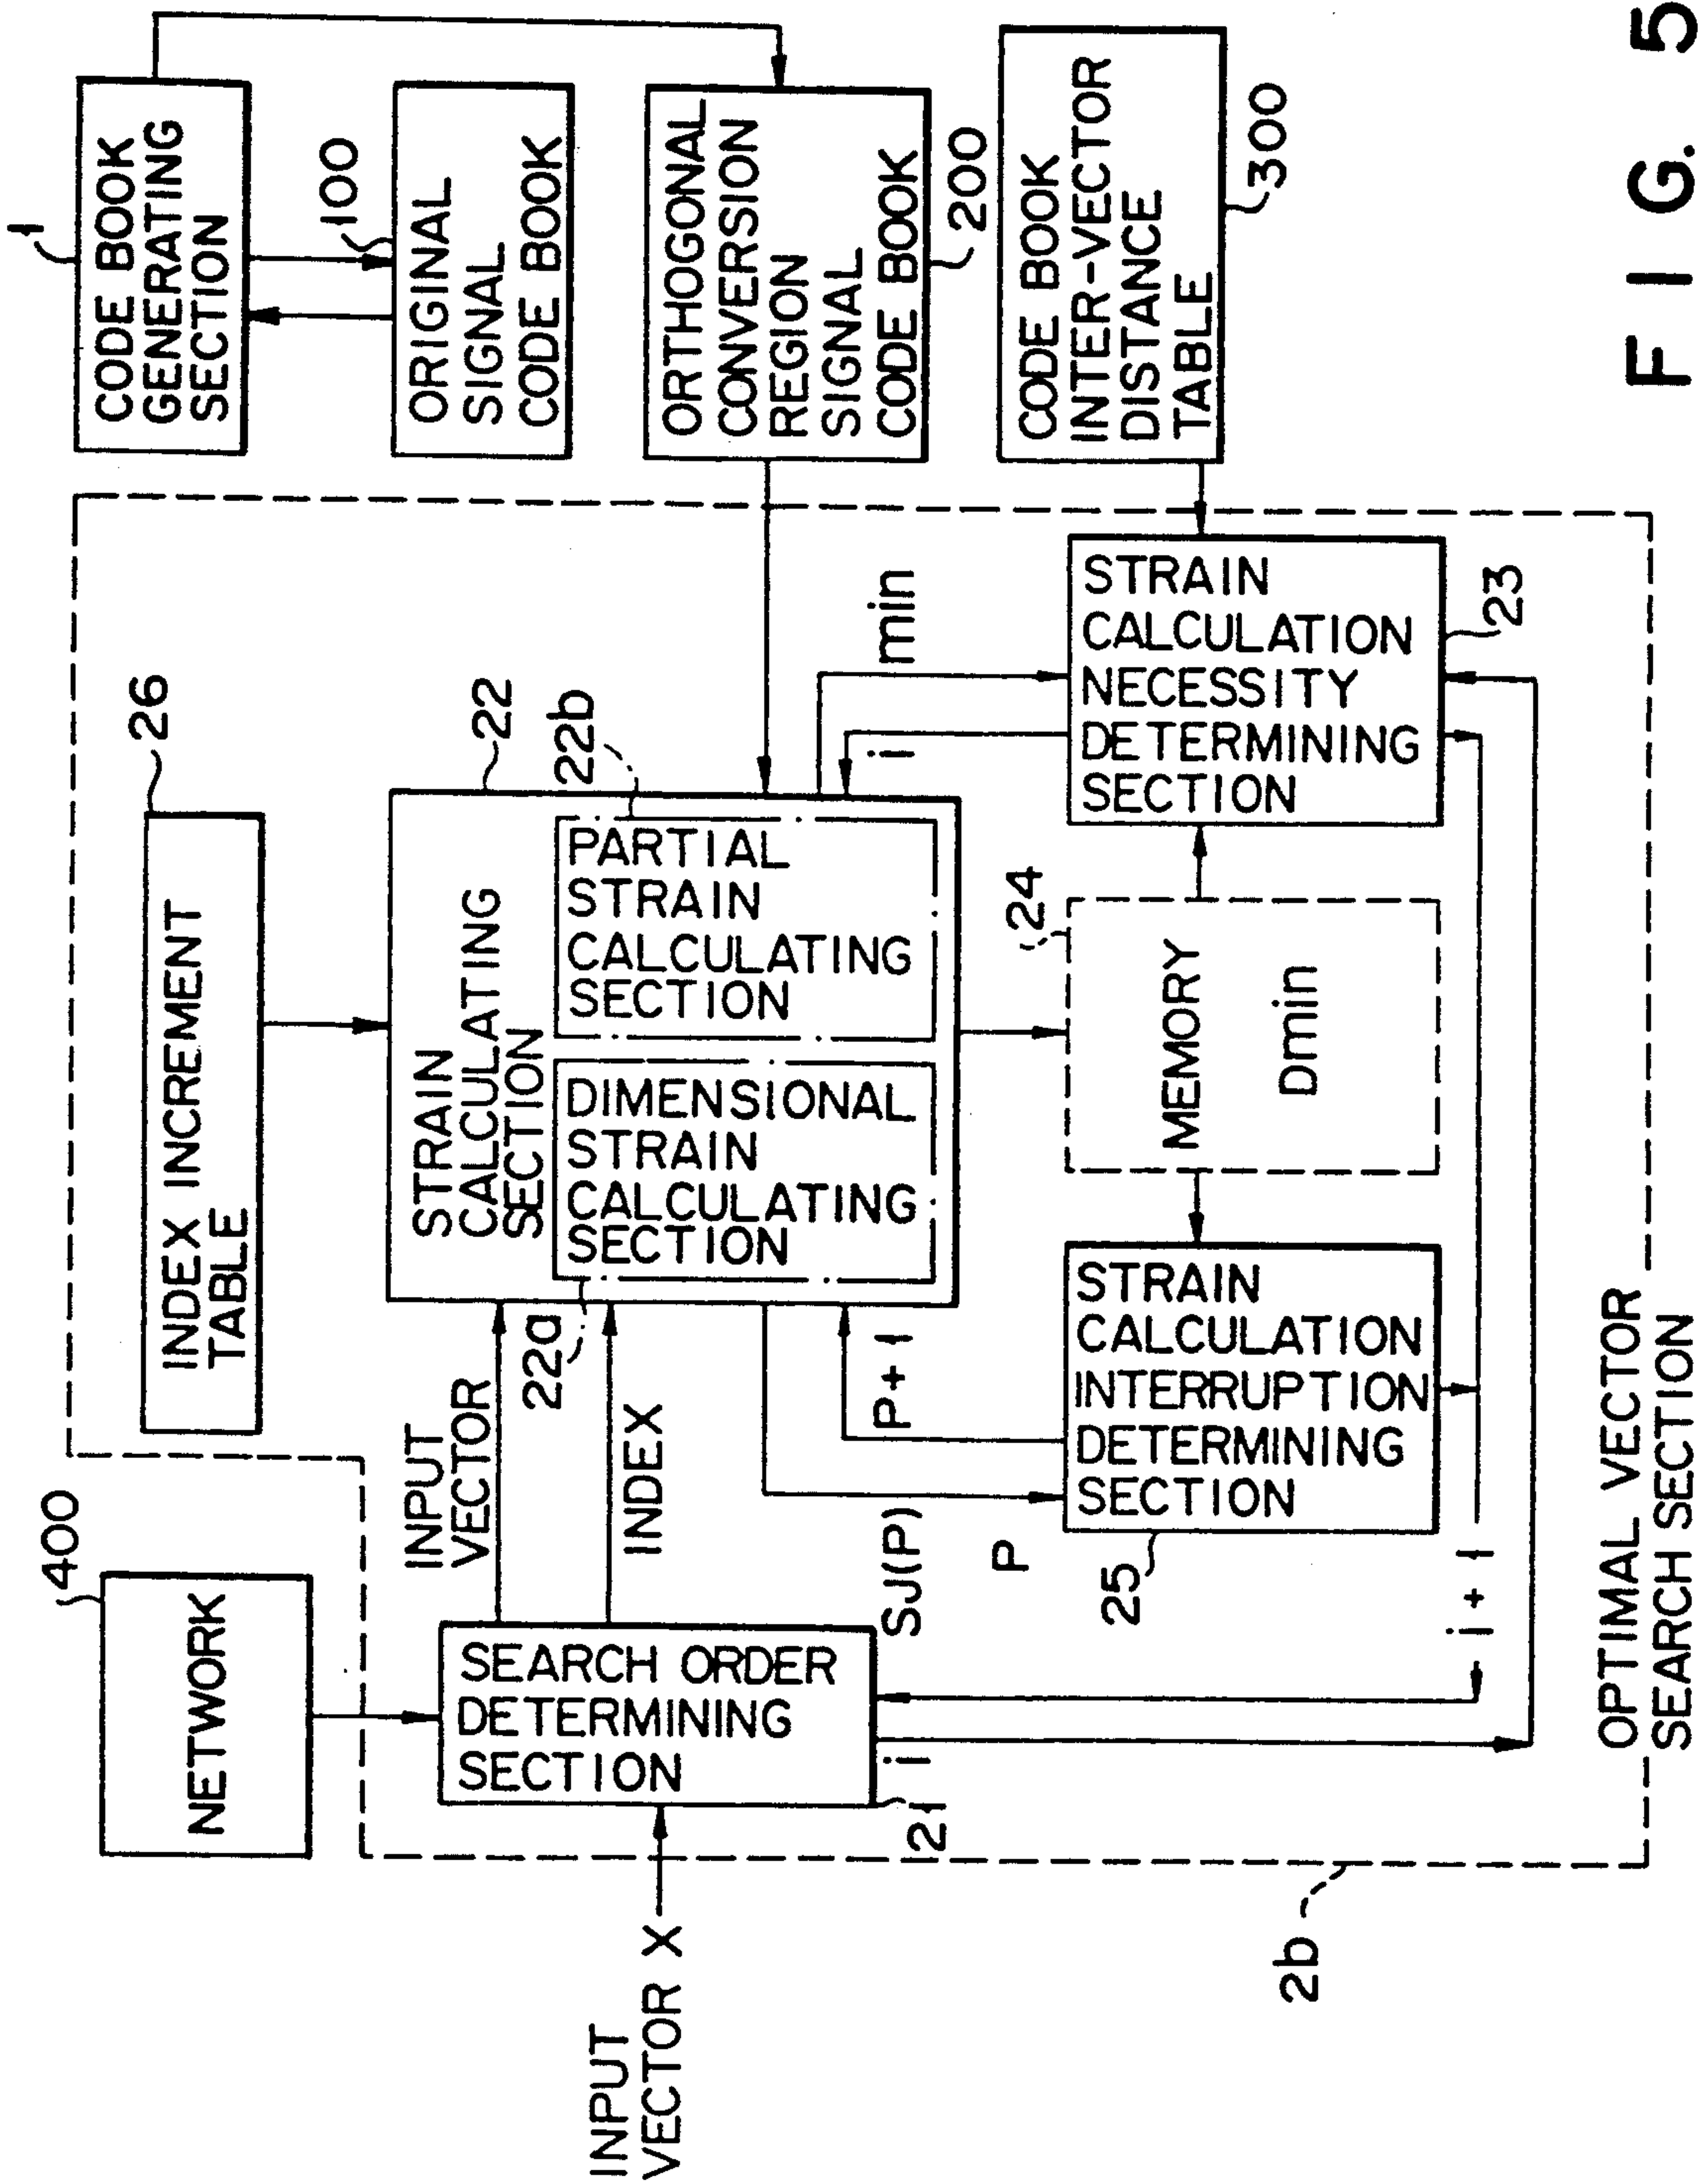 1
CODE BOOK
GENERATING
SECTION
100
ORIGINAL
SIGNAL
CODE BOOK
ORTHOGONAL
CONVERSION
REGION
SIGNAL
CODE BOOK
200
CODE BOOK
INTER-VECTOR
DISTANCE
TABLE
300
26
INDEX INCREMENT
TABLE
400
NETWORK
22
STRAIN
CALCULATING
SECTION
22b
PARTIAL
STRAIN
CALCULATING
SECTION
22a
DIMENSIONAL
STRAIN
CALCULATING
SECTION
INPUT
VECTOR
INDEX
INPUT
VECTOR X
SEARCH ORDER
DETERMINING
SECTION
21
i
min
i
STRAIN
CALCULATION
NECESSITY
DETERMINING
SECTION
23
24
MEMORY
Dmin
P+1
SJ(P)
P
STRAIN
CALCULATION
INTERRUPTION
DETERMINING
SECTION
25
i+1
2b
OPTIMAL VECTOR
SEARCH SECTION
FIG. 5